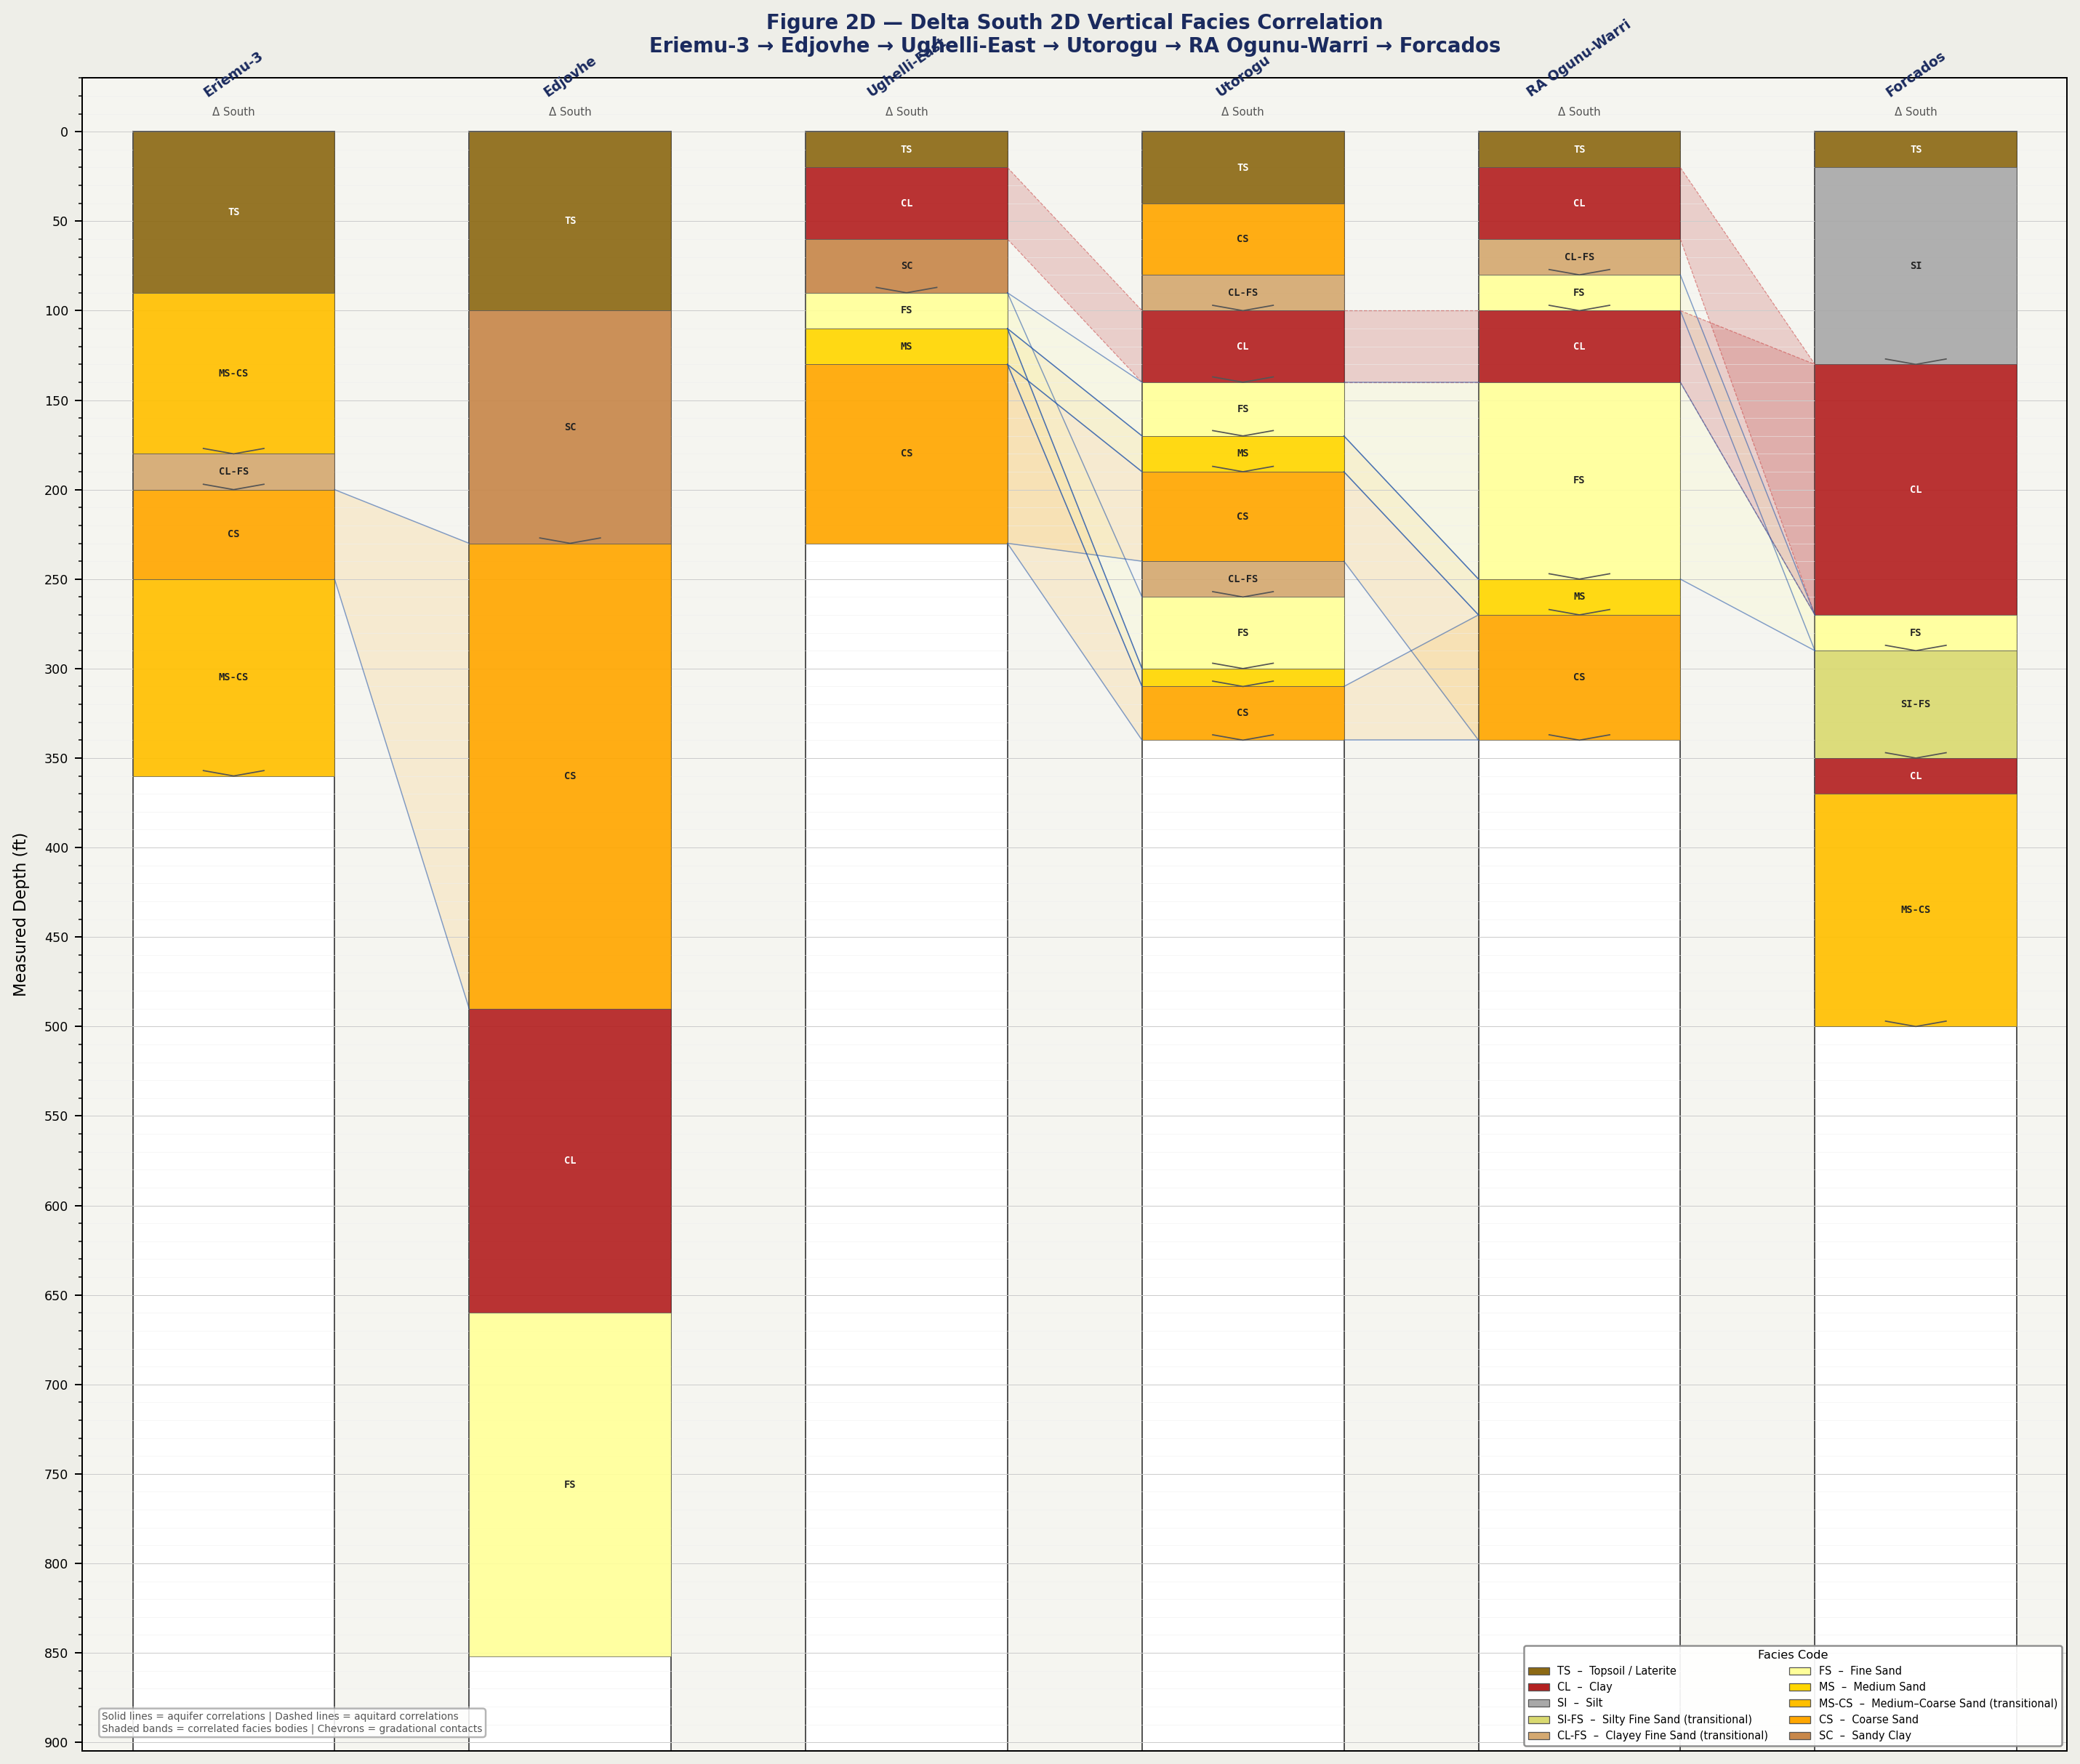 Figure 2D — Delta South 2D Vertical Facies Correlation
Eriemu-3 → Edjovhe → Ughelli-East → Utorogu → RA Ogunu-Warri → Forcados
Eriemu-3
Edjovhe
Ughelli-East
Utorogu
RA Ogunu-Warri
Forcados
Δ South
Δ South
Δ South
Δ South
Δ South
Δ South
Measured Depth (ft)
0
50
100
150
200
250
300
350
400
450
500
550
600
650
700
750
800
850
900
TS
MS-CS
CL-FS
CS
MS-CS
TS
SC
CS
CL
FS
TS
CL
SC
FS
MS
CS
TS
CS
CL-FS
CL
FS
MS
CS
CL-FS
FS
CS
TS
CL
CL-FS
FS
CL
FS
MS
CS
TS
SI
CL
FS
SI-FS
CL
MS-CS
Solid lines = aquifer correlations | Dashed lines = aquitard correlations
Shaded bands = correlated facies bodies | Chevrons = gradational contacts
Facies Code
TS – Topsoil / Laterite
CL – Clay
SI – Silt
SI-FS – Silty Fine Sand (transitional)
CL-FS – Clayey Fine Sand (transitional)
FS – Fine Sand
MS – Medium Sand
MS-CS – Medium–Coarse Sand (transitional)
CS – Coarse Sand
SC – Sandy Clay